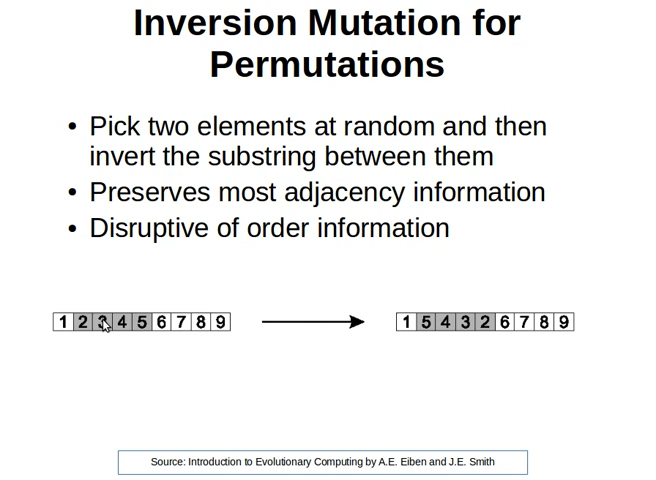 Inversion Mutation for
Permutations
• Pick two elements at random and then
invert the substring between them
• Preserves most adjacency information
• Disruptive of order information
1 2 3 4 5 6 7 8 9 1 5 4 3 2 6 7 8 9
Source: Introduction to Evolutionary Computing by A.E. Eiben and J.E. Smith